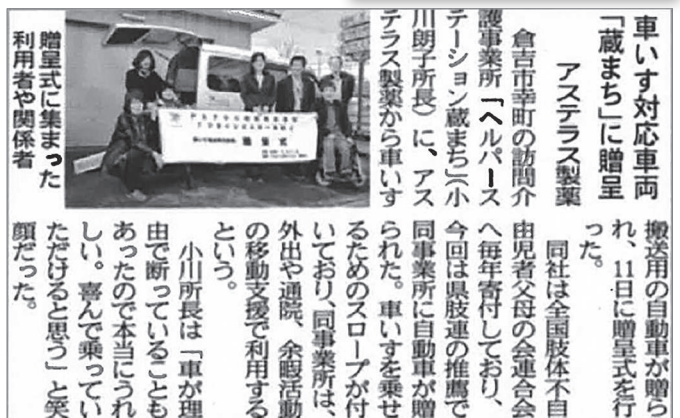 車いす対応車両
「蔵まち」に贈呈
アステラス製薬
倉吉市幸町の訪問介
護事業所「ヘルパース
テーション蔵まち」(小
川朗子所長)に、アス
テラス製薬から車いす
搬送用の自動車が贈ら
れ、11日に贈呈式を行
った。
同社は全国肢体不自
由児者父母の会連合会
へ毎年寄付しており、
今回は県肢連の推薦で
同事業所に自動車が贈
られた。車いすを乗せ
るためのスロープが付
いており、同事業所は、
外出や通院、余暇活動
の移動支援で利用する
という。
小川所長は「車が理
由で断っていることも
あったので本当にうれ
しい。喜んで乗ってい
ただけると思う」と笑
顔だった。
贈呈式に集まった
利用者や関係者
贈呈式